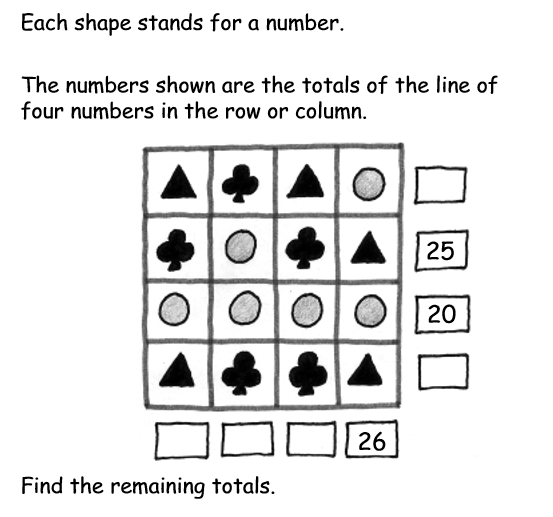 Each shape stands for a number.
The numbers shown are the totals of the line of
four numbers in the row or column.
25
20
26
Find the remaining totals.